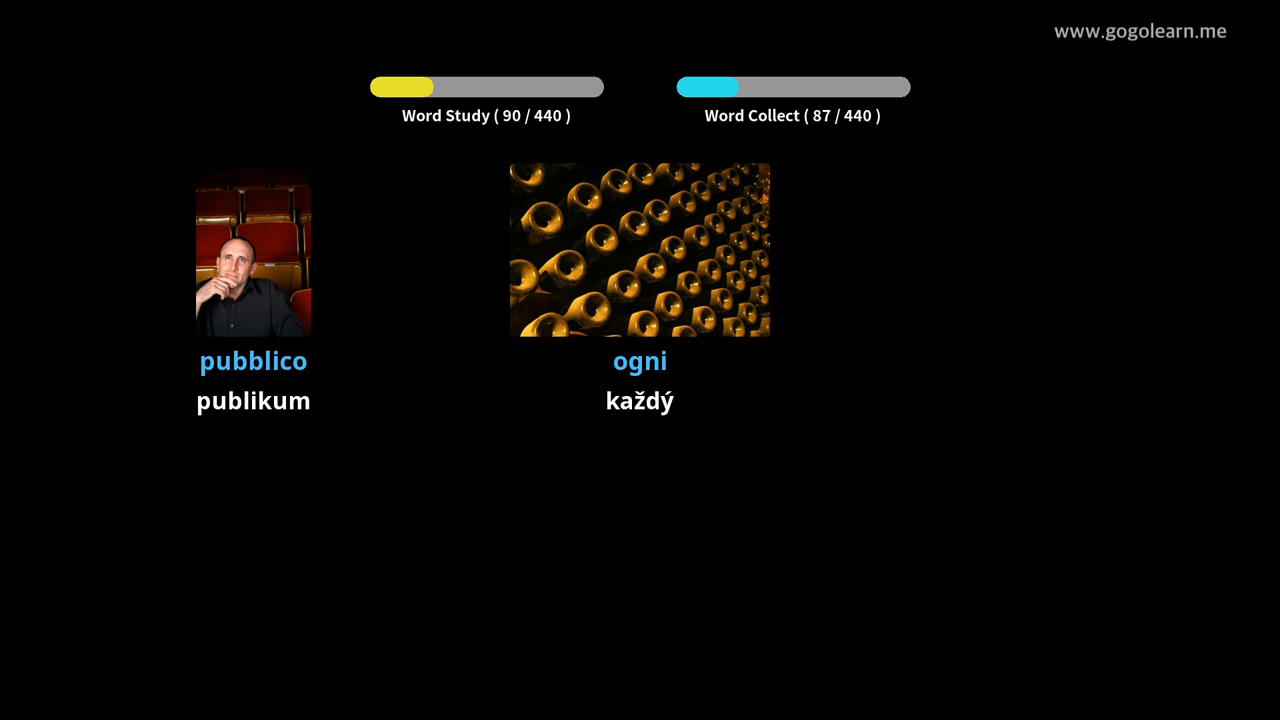 www.gogolearn.me
Word Study ( 90 / 440 )
Word Collect ( 87 / 440 )
pubblico
ogni
publikum
každý